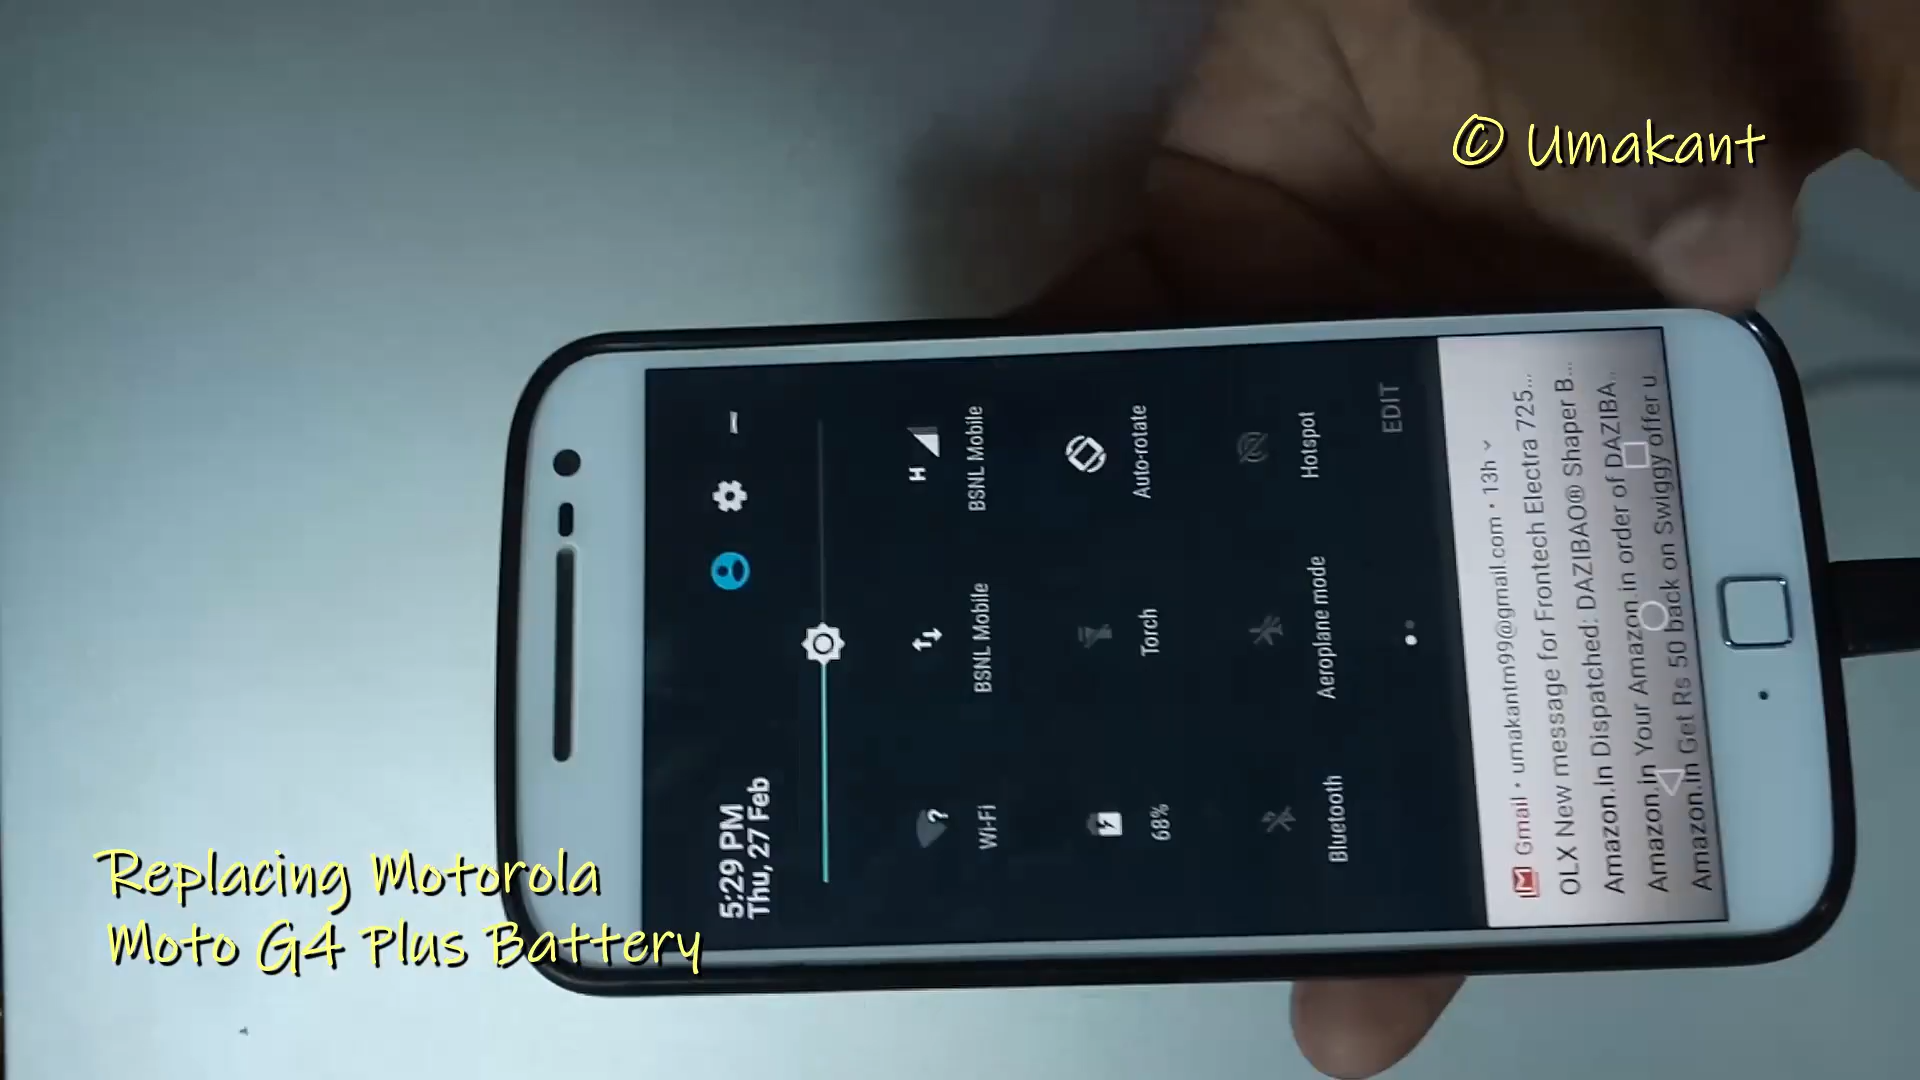 © Umakant
5:29 PM
Thu, 27 Feb
Wi-Fi
BSNL Mobile
H
BSNL Mobile
68%
Torch
Auto-rotate
Bluetooth
Aeroplane mode
Hotspot
EDIT
Gmail • umakantm99@gmail.com • 13h
OLX New message for Frontech Electra 725...
Amazon.in Dispatched: DAZIBAO® Shaper B...
Amazon.in Your Amazon.in order of DAZIBA...
Amazon.in Get Rs 50 back on Swiggy offer u
Replacing Motorola
Moto G4 Plus Battery